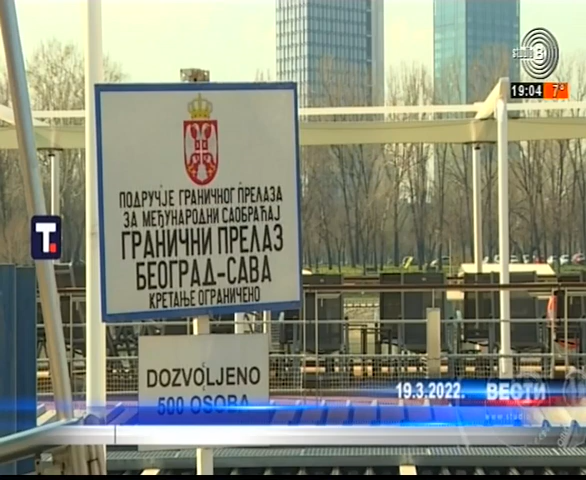 studio
19:04 7°
ПОДРУЧЈЕ ГРАНИЧНОГ ПРЕЛАЗА
ЗА МЕЂУНАРОДНИ САОБРАЋАЈ
ГРАНИЧНИ ПРЕЛАЗ
БЕОГРАД-САВА
КРЕТАЊЕ ОГРАНИЧЕНО
T.
DOZVOLJENO
500 OSOBA
19.3.2022. ВЕСТИ